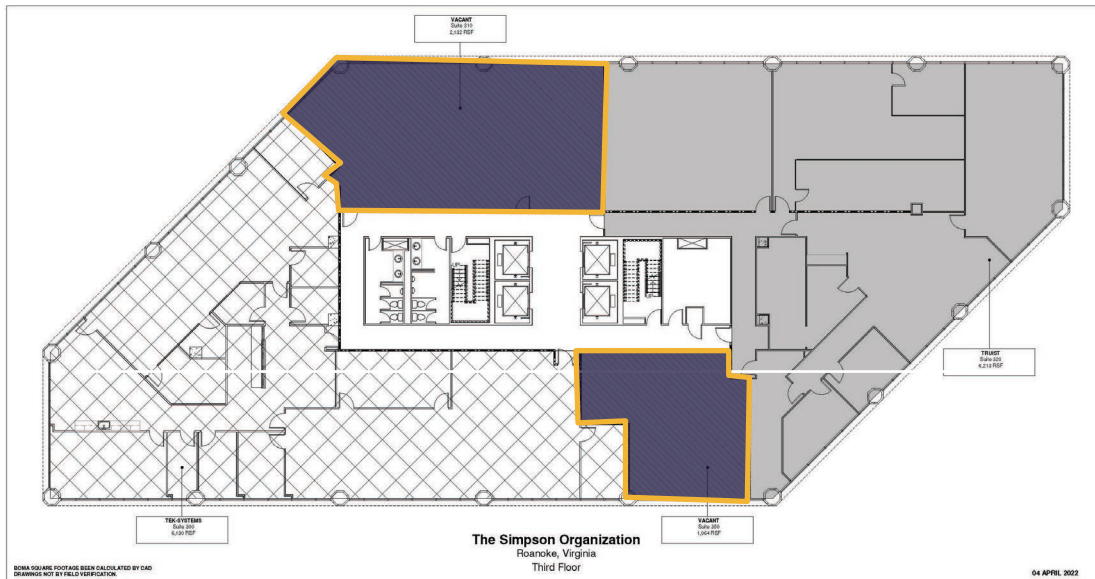 VACANT
Suite 310
2,132 RSF
TRUIST
Suite 320
6,213 RSF
TEK-SYSTEMS
Suite 300
6,130 RSF
VACANT
Suite 350
1,064 RSF
The Simpson Organization
Roanoke, Virginia
Third Floor
BOMA SQUARE FOOTAGE BEEN CALCULATED BY CAD
DRAWINGS NOT BY FIELD VERIFICATION.
04 APRIL 2022